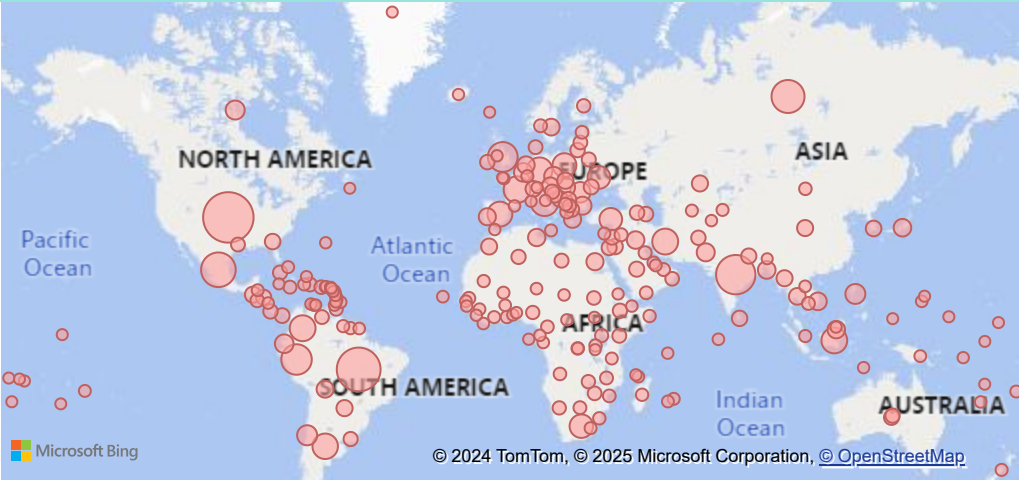 NORTH AMERICA
EUROPE
ASIA
Pacific
Ocean
Atlantic
Ocean
AFRICA
SOUTH AMERICA
Indian
Ocean
AUSTRALIA
Microsoft Bing
© 2024 TomTom, © 2025 Microsoft Corporation, © OpenStreetMap